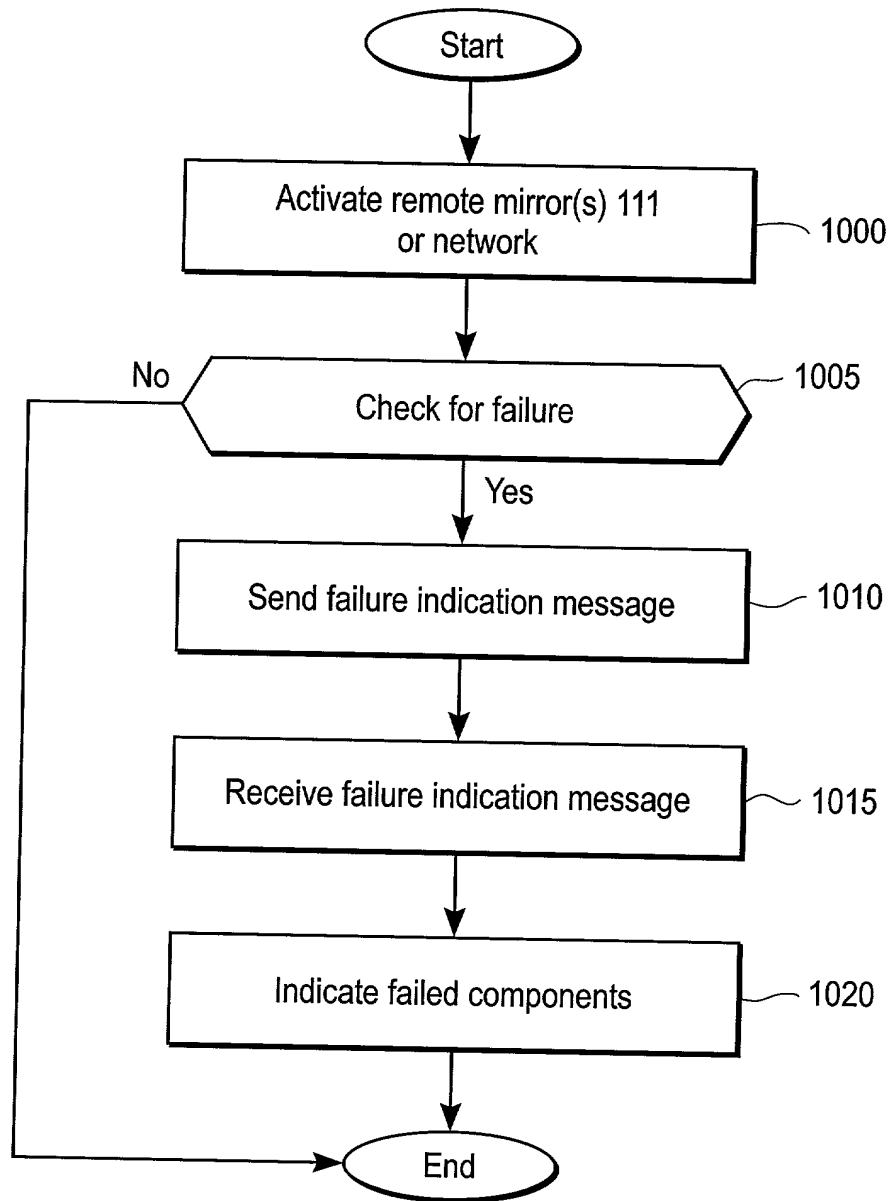 Start
Activate remote mirror(s) 111
or network
1000
No
1005
Check for failure
Yes
Send failure indication message
1010
Receive failure indication message
1015
Indicate failed components
1020
End